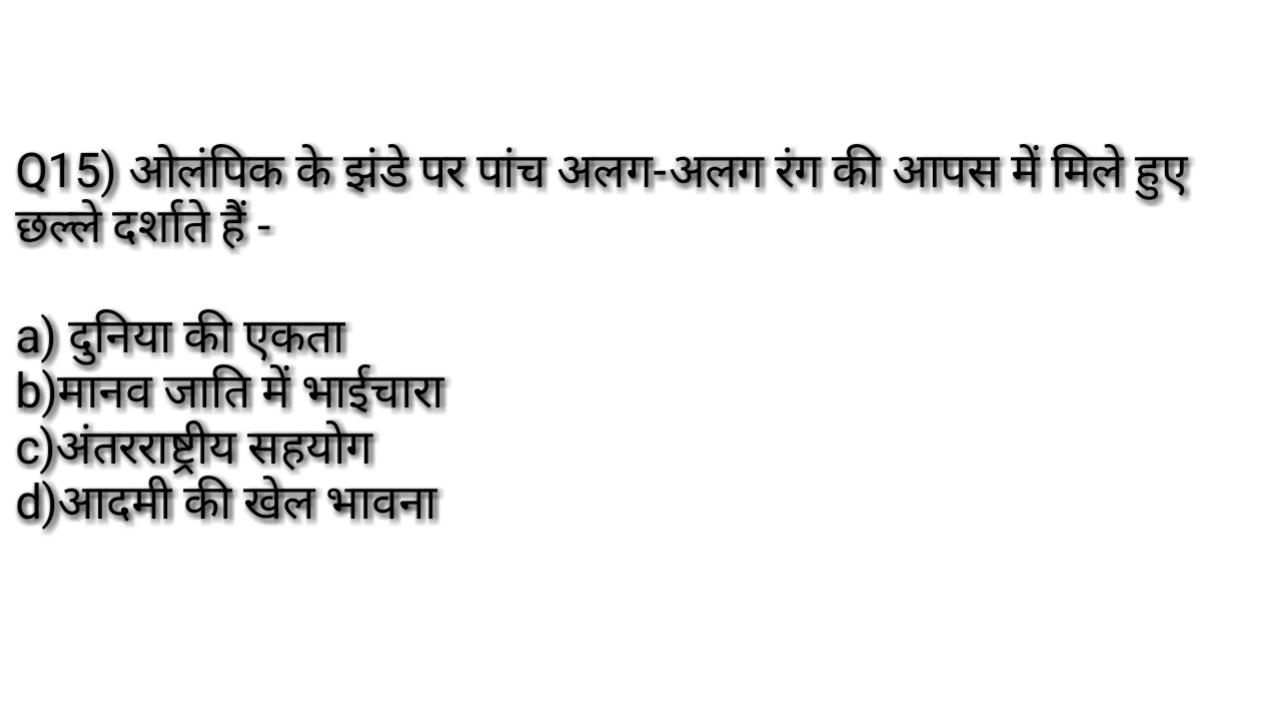 Q15) ओलंपिक के झंडे पर पांच अलग-अलग रंग की आपस में मिले हुए
छल्ले दर्शाते हैं -
a) दुनिया की एकता
b)मानव जाति में भाईचारा
c)अंतरराष्ट्रीय सहयोग
d)आदमी की खेल भावना